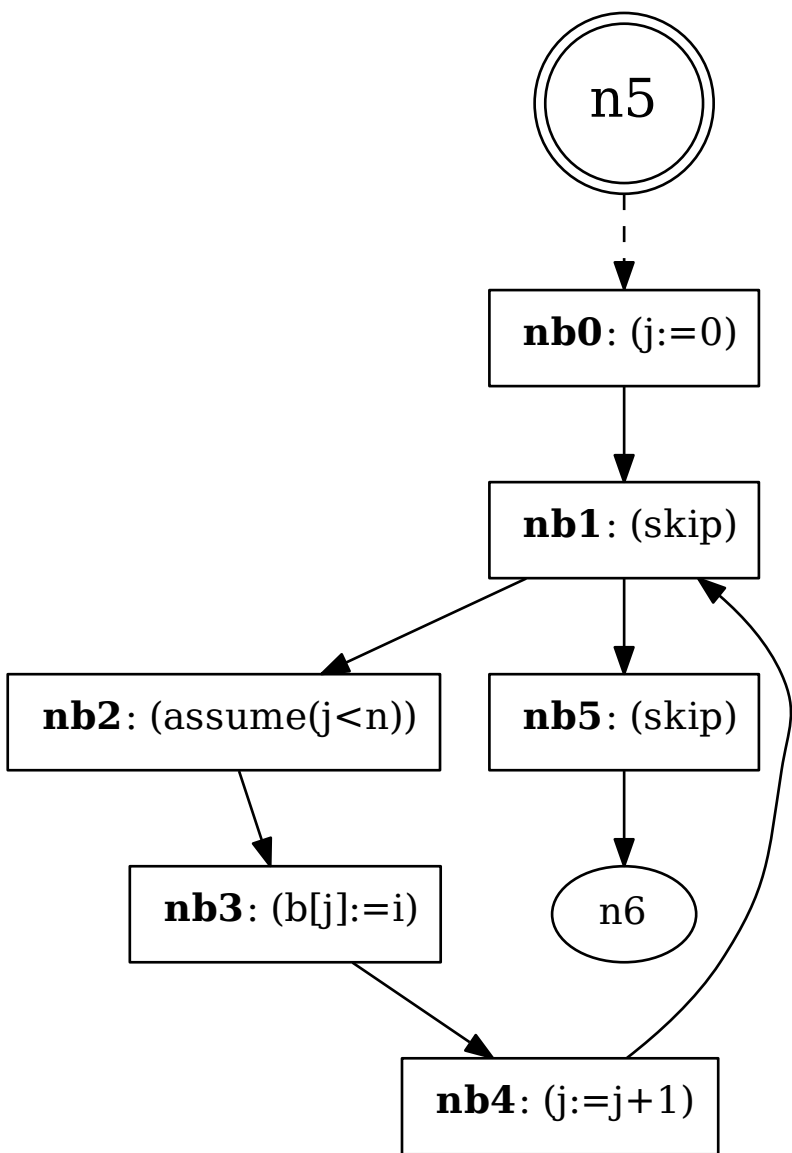 n5
nb0: (j:=0)
nb1: (skip)
nb2: (assume(j<n))
nb5: (skip)
nb3: (b[j]:=i)
n6
nb4: (j:=j+1)